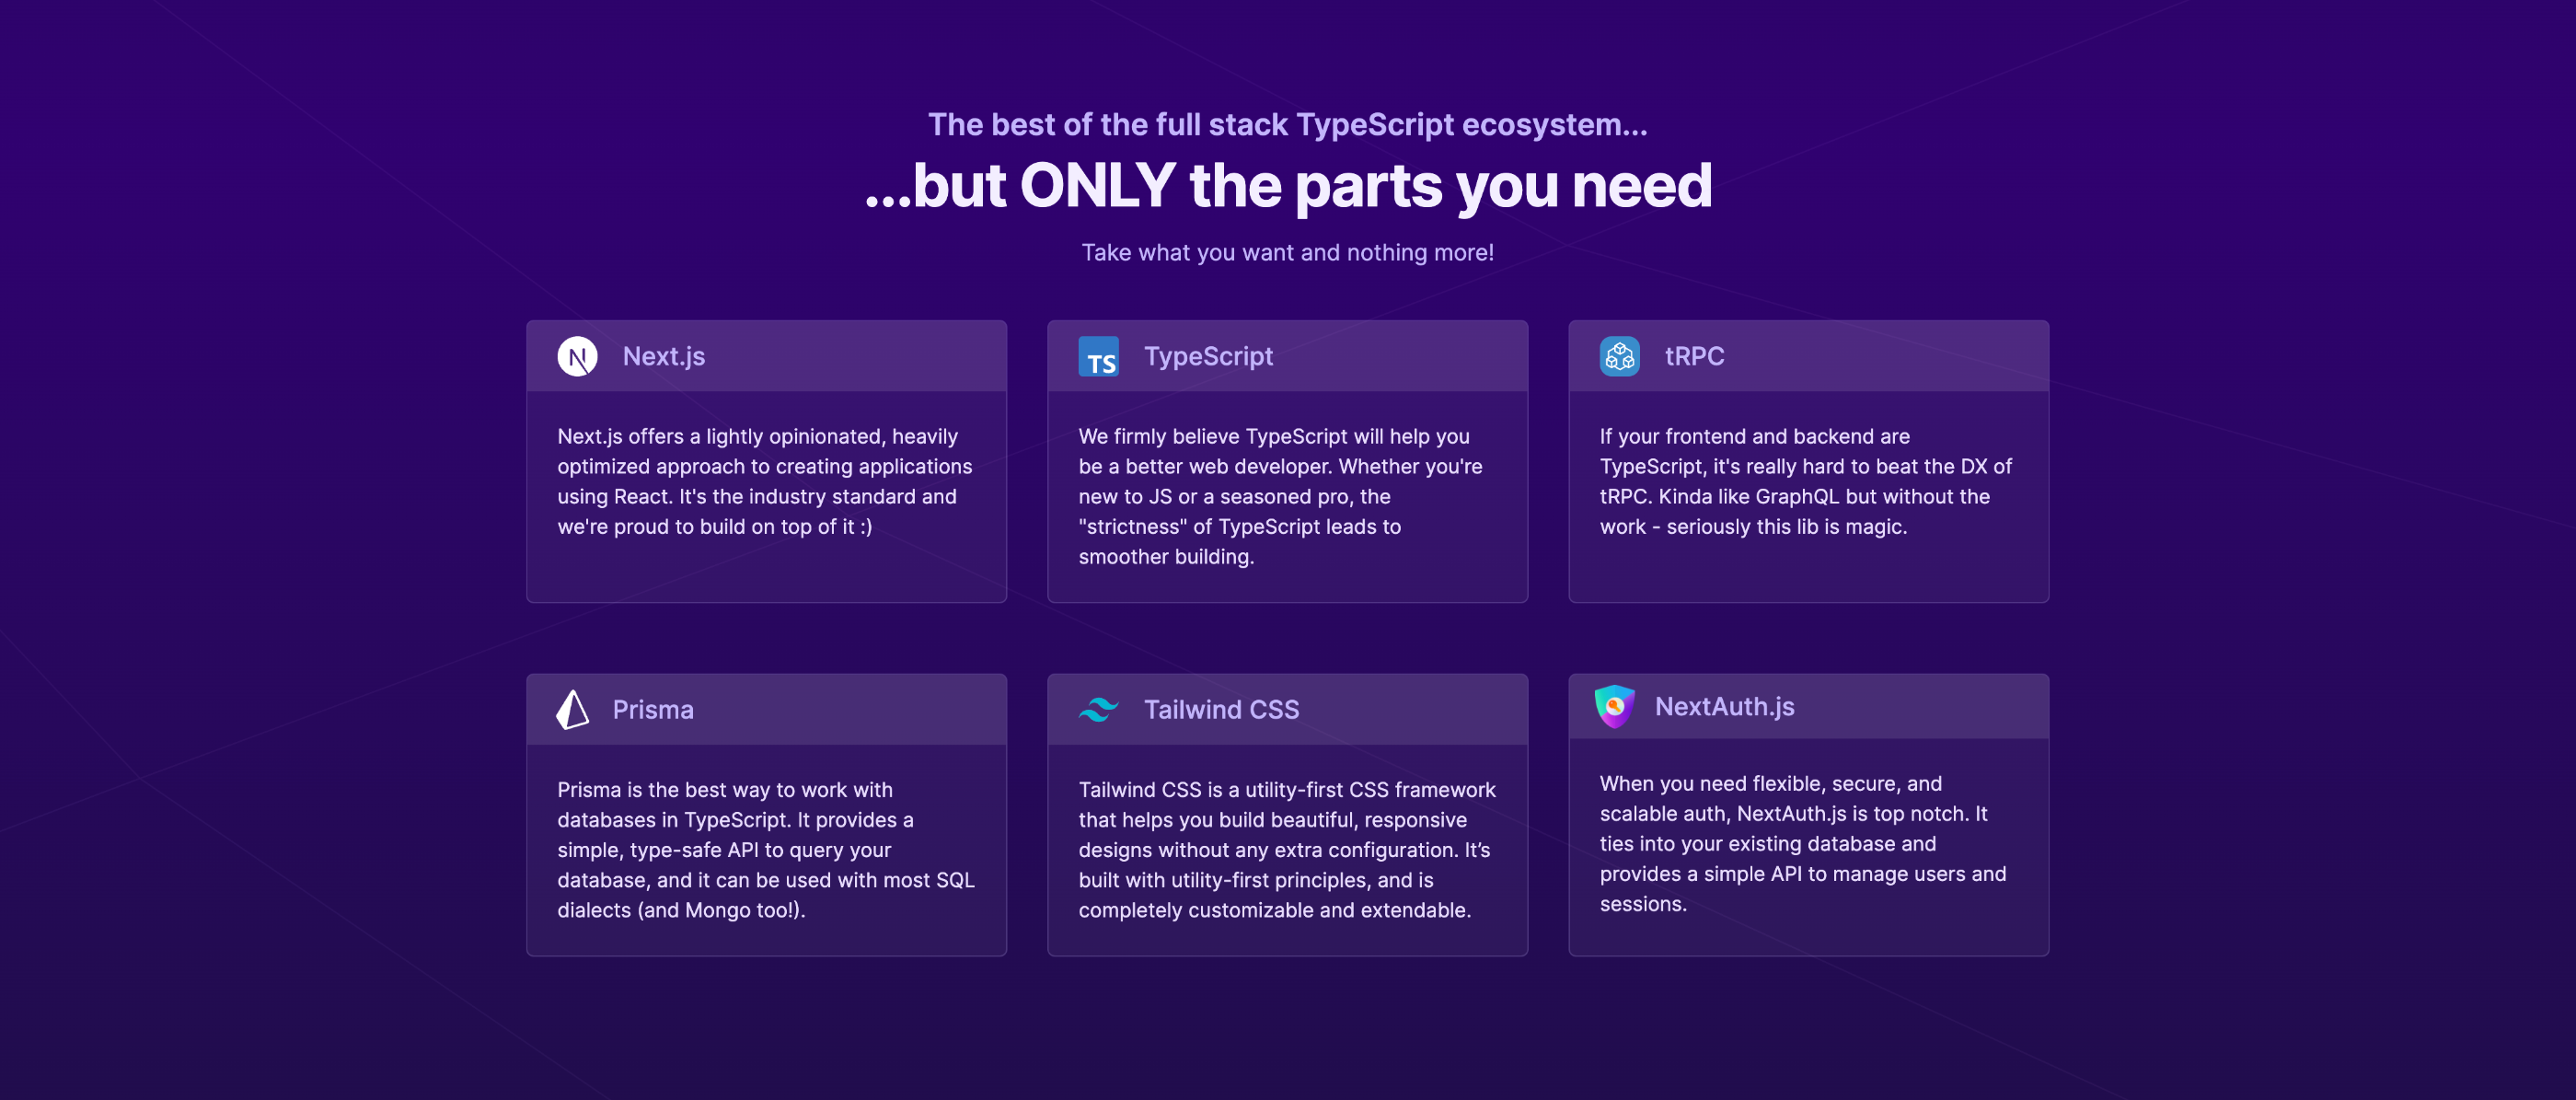 The best of the full stack TypeScript ecosystem...
...but ONLY the parts you need
Take what you want and nothing more!
N
Next.js
Next.js offers a lightly opinionated, heavily
optimized approach to creating applications
using React. It's the industry standard and
we're proud to build on top of it :)
TS
TypeScript
We firmly believe TypeScript will help you
be a better web developer. Whether you're
new to JS or a seasoned pro, the
"strictness" of TypeScript leads to
smoother building.
tRPC
If your frontend and backend are
TypeScript, it's really hard to beat the DX of
tRPC. Kinda like GraphQL but without the
work - seriously this lib is magic.
Prisma
Prisma is the best way to work with
databases in TypeScript. It provides a
simple, type-safe API to query your
database, and it can be used with most SQL
dialects (and Mongo too!).
Tailwind CSS
Tailwind CSS is a utility-first CSS framework
that helps you build beautiful, responsive
designs without any extra configuration. It’s
built with utility-first principles, and is
completely customizable and extendable.
NextAuth.js
When you need flexible, secure, and
scalable auth, NextAuth.js is top notch. It
ties into your existing database and
provides a simple API to manage users and
sessions.